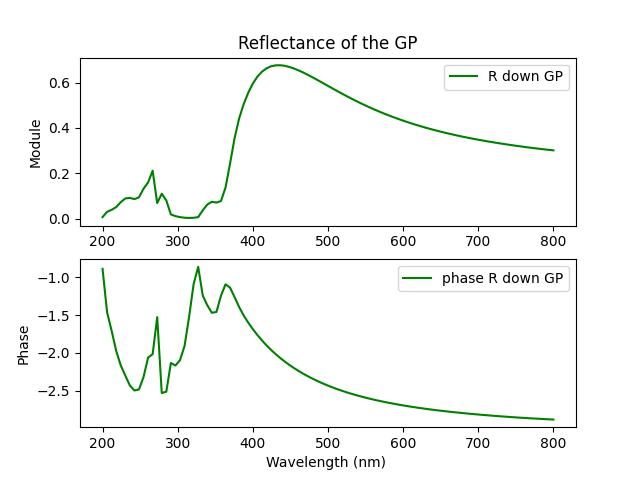 Reflectance of the GP
R down GP
Module
0.6
0.4
0.2
0.0
200 300 400 500 600 700 800
phase R down GP
Phase
−1.0
−1.5
−2.0
−2.5
200 300 400 500 600 700 800
Wavelength (nm)